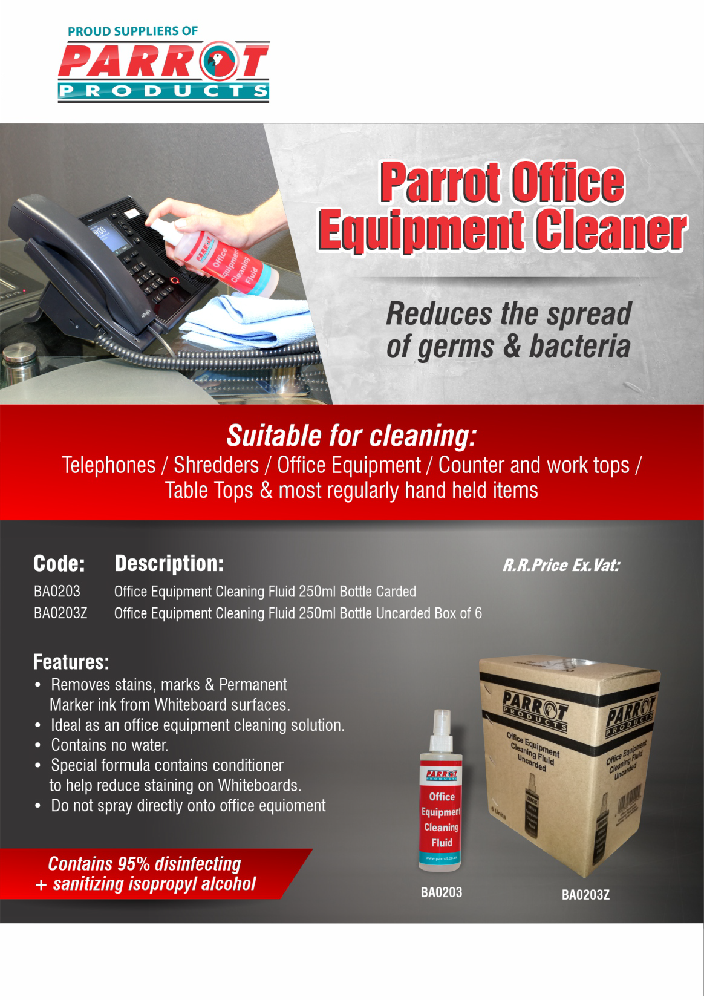 PROUD SUPPLIERS OF
PARROT
PRODUCTS
Parrot Office
Equipment Cleaner
Reduces the spread
of germs & bacteria
PARROT
Office
Equipment
Cleaning
Fluid
Suitable for cleaning:
Telephones / Shredders / Office Equipment / Counter and work tops /
Table Tops & most regularly hand held items
Code: Description: R.R.Price Ex.Vat:
BA0203 Office Equipment Cleaning Fluid 250ml Bottle Carded
BA0203Z Office Equipment Cleaning Fluid 250ml Bottle Uncarded Box of 6
Features:
• Removes stains, marks & Permanent
Marker ink from Whiteboard surfaces.
• Ideal as an office equipment cleaning solution.
• Contains no water.
• Special formula contains conditioner
to help reduce staining on Whiteboards.
• Do not spray directly onto office equioment
Contains 95% disinfecting
+ sanitizing isopropyl alcohol
PARROT
PRODUCTS
Office
Equipment
Cleaning
Fluid
www.parrot.co.za
BA0203
PARROT
PRODUCTS
Office Equipment
Cleaning Fluid
Uncarded
6 Units
PARROT
PRODUCTS
Office Equipment
Cleaning Fluid
Uncarded
BA0203Z